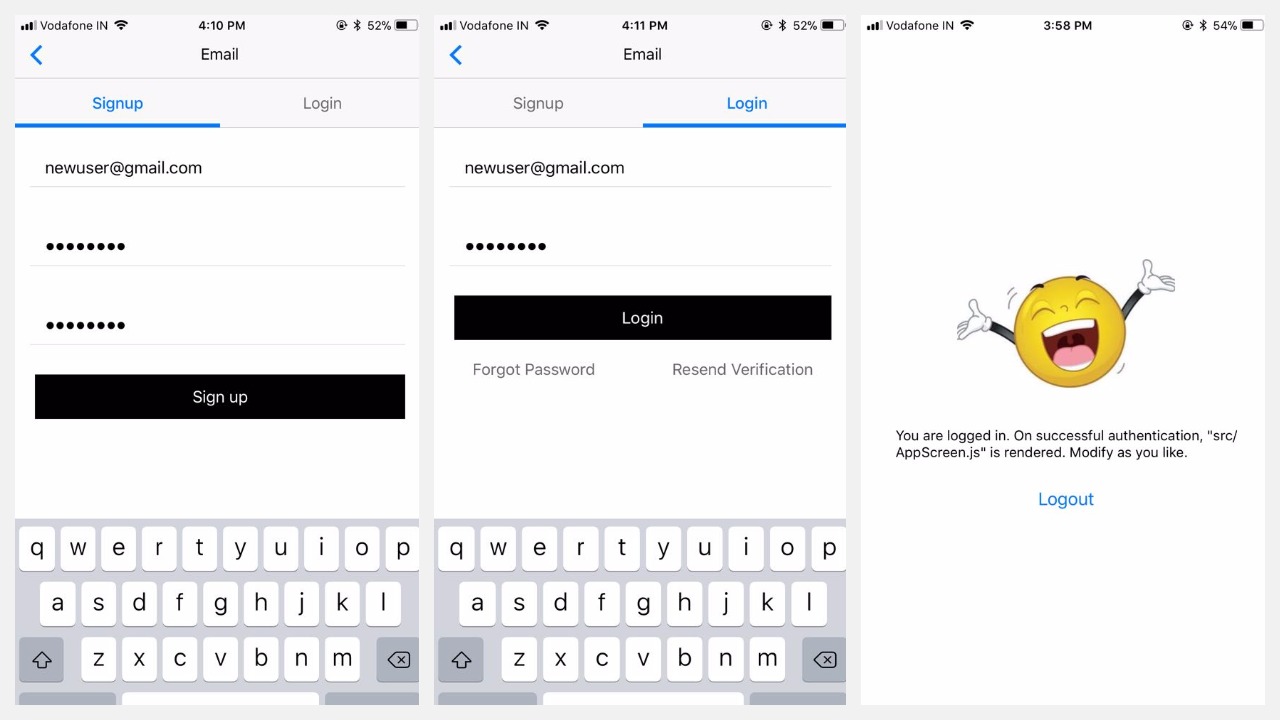 Vodafone IN 4:10 PM 52%
Email
Signup Login
newuser@gmail.com
●●●●●●●●
●●●●●●●●
Sign up
q w e r t y u i o p
a s d f g h j k l
z x c v b n m
Vodafone IN 4:11 PM 52%
Email
Signup Login
newuser@gmail.com
●●●●●●●●
Login
Forgot Password Resend Verification
q w e r t y u i o p
a s d f g h j k l
z x c v b n m
Vodafone IN 3:58 PM 54%
You are logged in. On successful authentication, "src/
AppScreen.js" is rendered. Modify as you like.
Logout